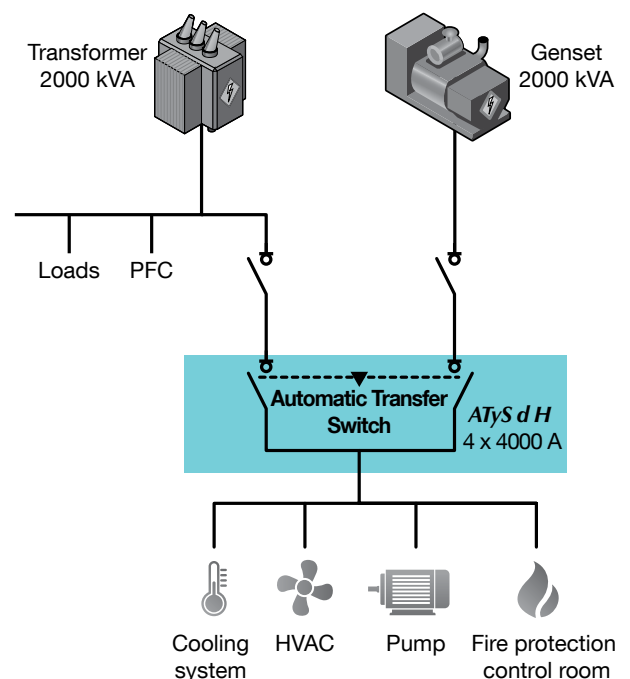 Transformer
2000 kVA
Genset
2000 kVA
Loads
PFC
Automatic Transfer
Switch
ATyS d H
4 x 4000 A
Cooling
system
HVAC
Pump
Fire protection
control room